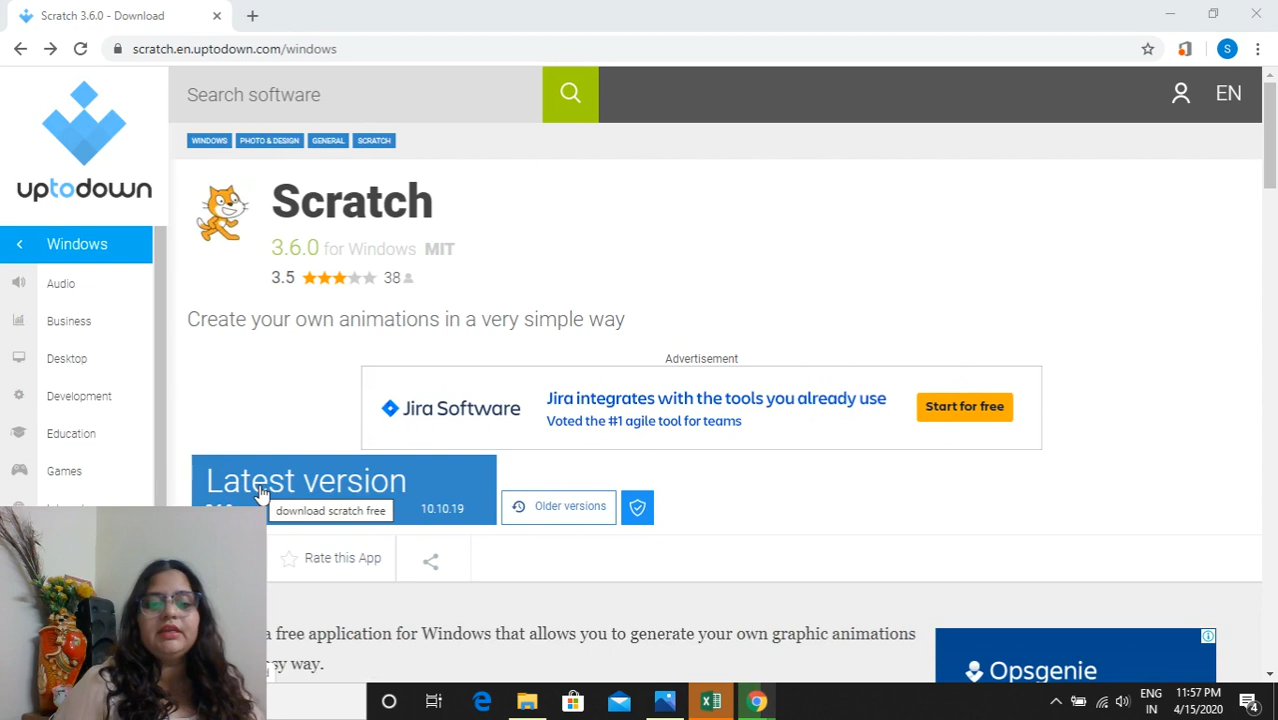 Scratch 3.6.0 - Download
scratch.en.uptodown.com/windows
S
uptodown
Search software
EN
WINDOWS
PHOTO & DESIGN
GENERAL
SCRATCH
Scratch
3.6.0 for Windows MIT
3.5
38
Create your own animations in a very simple way
Windows
Audio
Business
Desktop
Development
Education
Games
Advertisement
Jira Software
Jira integrates with the tools you already use
Voted the #1 agile tool for teams
Start for free
Latest version
10.10.19
download scratch free
Older versions
Rate this App
a free application for Windows that allows you to generate your own graphic animations
sy way.
Opsgenie
ENG
IN
11:57 PM
4/15/2020
4